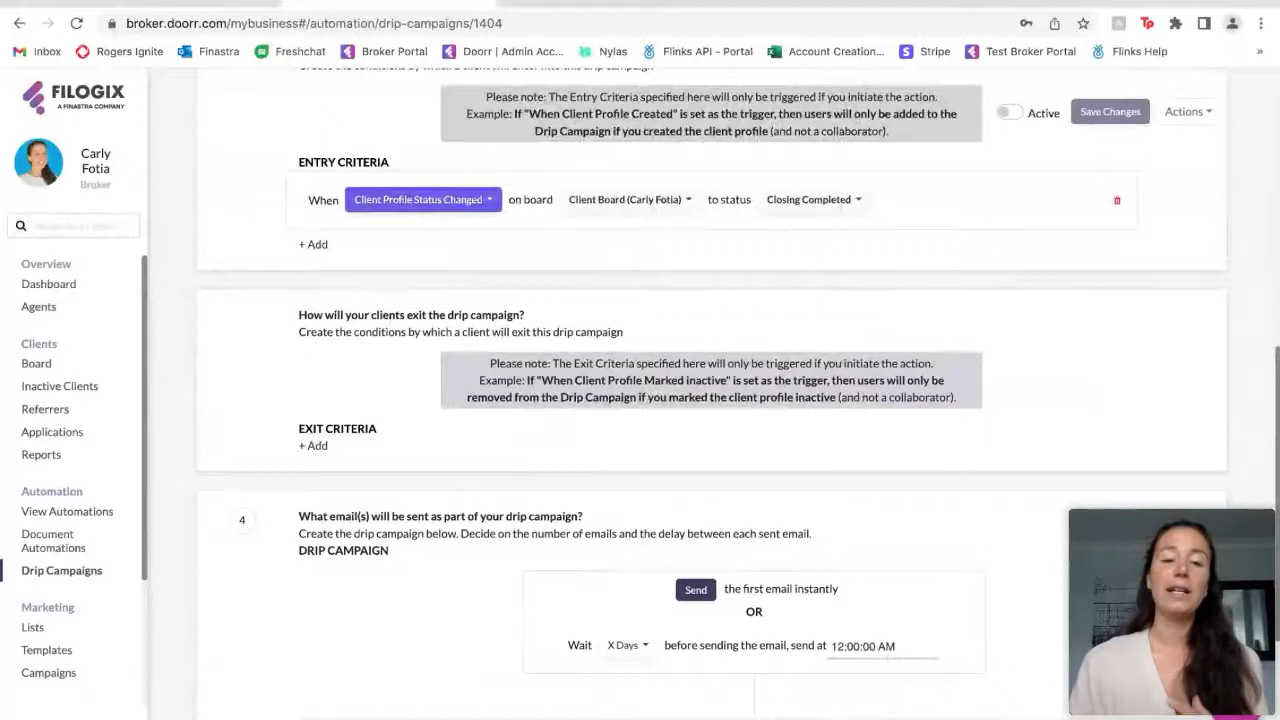 broker.doorr.com/mybusiness#/automation/drip-campaigns/1404
Inbox
Rogers Ignite
Finastra
Freshchat
Broker Portal
Doorr | Admin Acc...
Nylas
Flinks API - Portal
Account Creation...
Stripe
Test Broker Portal
Flinks Help
»
FILOGIX
A FINASTRA COMPANY
Carly
Fotia
Broker
Overview
Dashboard
Agents
Clients
Board
Inactive Clients
Referrers
Applications
Reports
Automation
View Automations
Document
Automations
Drip Campaigns
Marketing
Lists
Templates
Campaigns
Create the conditions by which a client will enter into this drip campaign
Please note: The Entry Criteria specified here will only be triggered if you initiate the action.
Example: If "When Client Profile Created" is set as the trigger, then users will only be added to the
Drip Campaign if you created the client profile (and not a collaborator).
Active
Save Changes
Actions
ENTRY CRITERIA
When Client Profile Status Changed on board Client Board (Carly Fotia) to status Closing Completed
+ Add
How will your clients exit the drip campaign?
Create the conditions by which a client will exit this drip campaign
Please note: The Exit Criteria specified here will only be triggered if you initiate the action.
Example: If "When Client Profile Marked inactive" is set as the trigger, then users will only be
removed from the Drip Campaign if you marked the client profile inactive (and not a collaborator).
EXIT CRITERIA
+ Add
4
What email(s) will be sent as part of your drip campaign?
Create the drip campaign below. Decide on the number of emails and the delay between each sent email.
DRIP CAMPAIGN
Send the first email instantly
OR
Wait X Days before sending the email, send at 12:00:00 AM